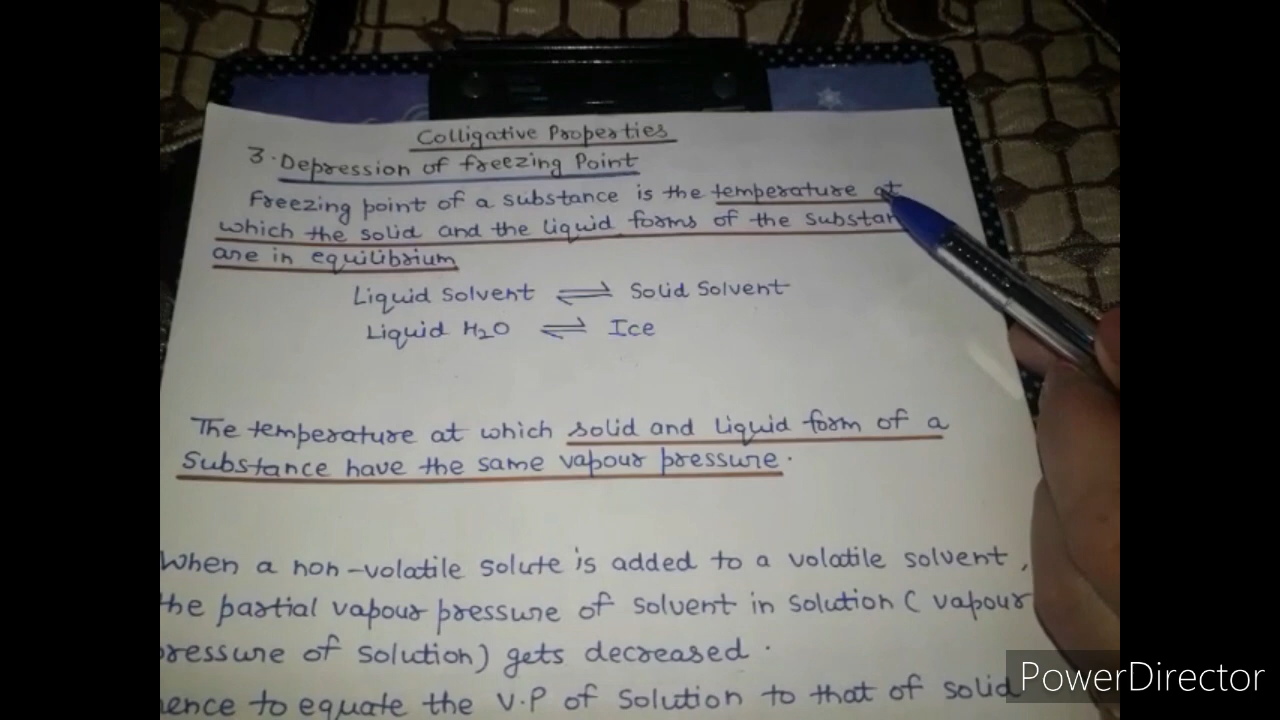 Colligative Properties
3. Depression of freezing Point
Freezing point of a substance is the temperature at
which the solid and the liquid forms of the substan
are in equilibrium
Liquid Solvent ⇌ Solid Solvent
Liquid H₂O ⇌ Ice
The temperature at which solid and liquid form of a
Substance have the same vapour pressure.
When a non-volatile solute is added to a volatile solvent,
the partial vapour pressure of solvent in solution ( vapour
pressure of solution) gets decreased.
hence to equate the V.P of solution to that of solid
PowerDirector